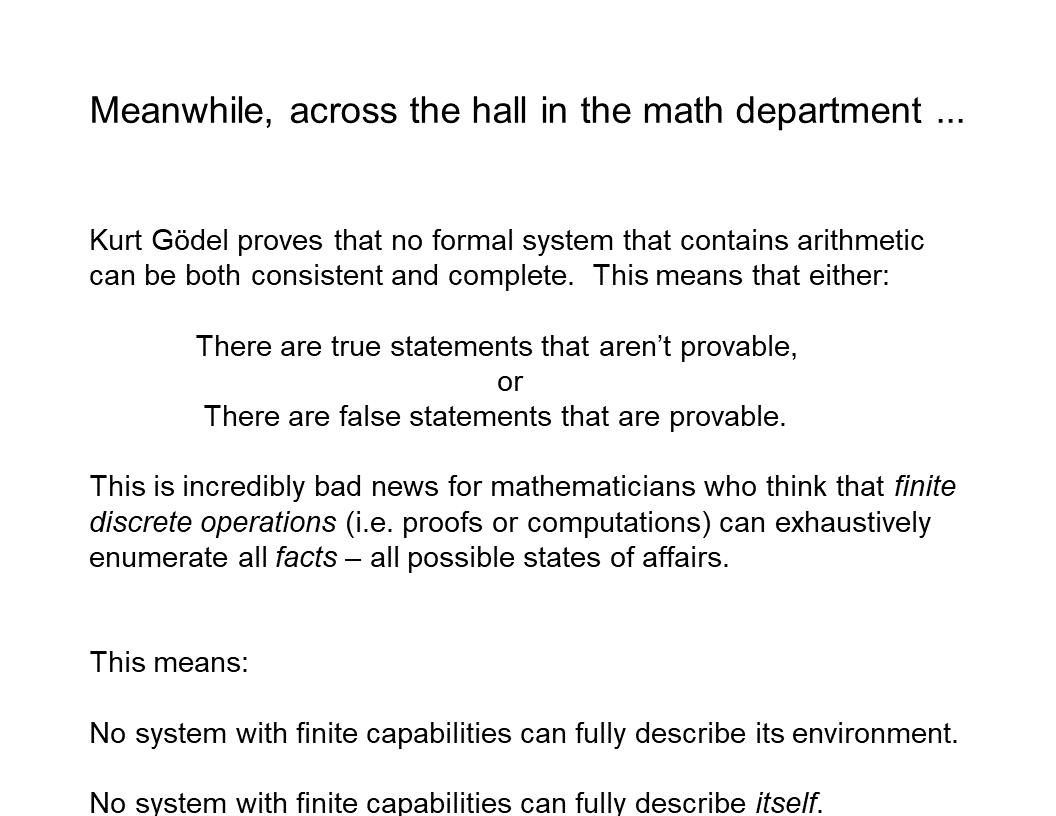 Meanwhile, across the hall in the math department ...
Kurt Gödel proves that no formal system that contains arithmetic
can be both consistent and complete.  This means that either:
There are true statements that aren’t provable,
or
There are false statements that are provable.
This is incredibly bad news for mathematicians who think that finite
discrete operations (i.e. proofs or computations) can exhaustively
enumerate all facts – all possible states of affairs.
This means:
No system with finite capabilities can fully describe its environment.
No system with finite capabilities can fully describe itself.